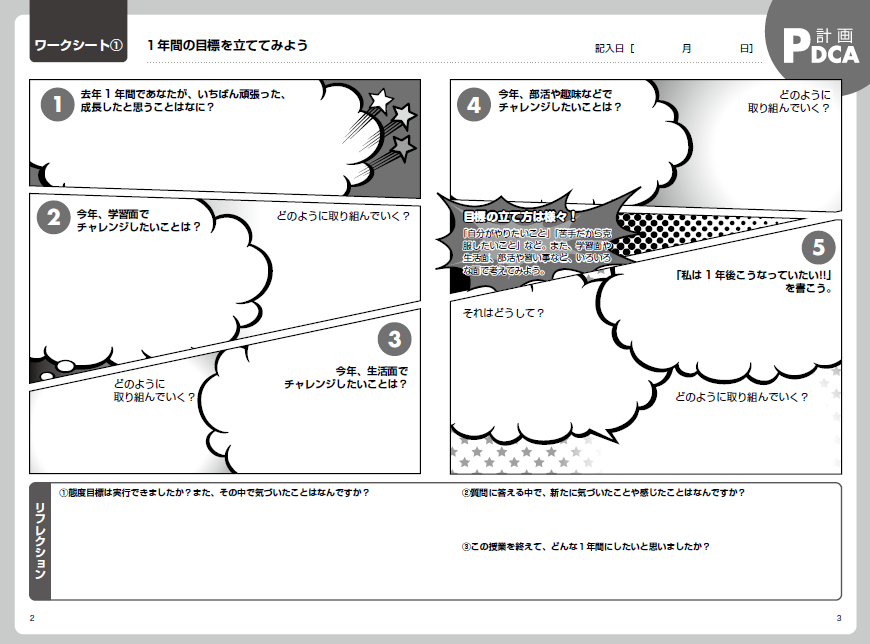 ワークシート①
1年間の目標を立ててみよう
記入日 [ 月 日]
計画
PDCA
1
去年1年間であなたが、いちばん頑張った、
成長したと思うことはなに？
2
今年、学習面で
チャレンジしたいことは？
どのように取り組んでいく？
3
今年、生活面で
チャレンジしたいことは？
どのように
取り組んでいく？
4
今年、部活や趣味などで
チャレンジしたいことは？
どのように
取り組んでいく？
目標の立て方は様々！
「自分がやりたいこと」「苦手だから克
服したいこと」など。また、学習面や
生活面、部活や習い事など、いろいろ
な面で考えてみよう。
5
「私は1年後こうなっていたい!!」
を書こう。
それはどうして？
どのように取り組んでいく？
リフレクション
①態度目標は実行できましたか？また、その中で気づいたことはなんですか？
②質問に答える中で、新たに気づいたことや感じたことはなんですか？
③この授業を終えて、どんな1年間にしたいと思いましたか？
2
3